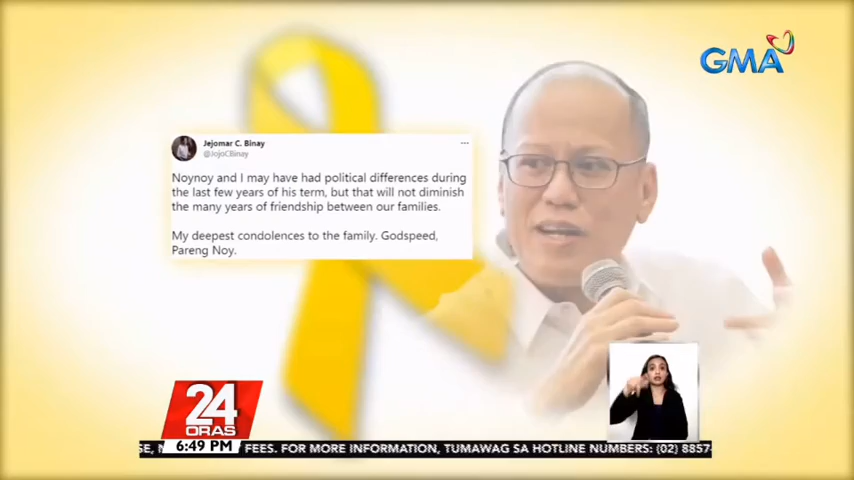 GMA
Jejomar C. Binay
@JojoCBinay
Noynoy and I may have had political differences during
the last few years of his term, but that will not diminish
the many years of friendship between our families.
My deepest condolences to the family. Godspeed,
Pareng Noy.
24
ORAS
6:49 PM
SE, N
FEES. FOR MORE INFORMATION, TUMAWAG SA HOTLINE NUMBERS: (02) 8857-